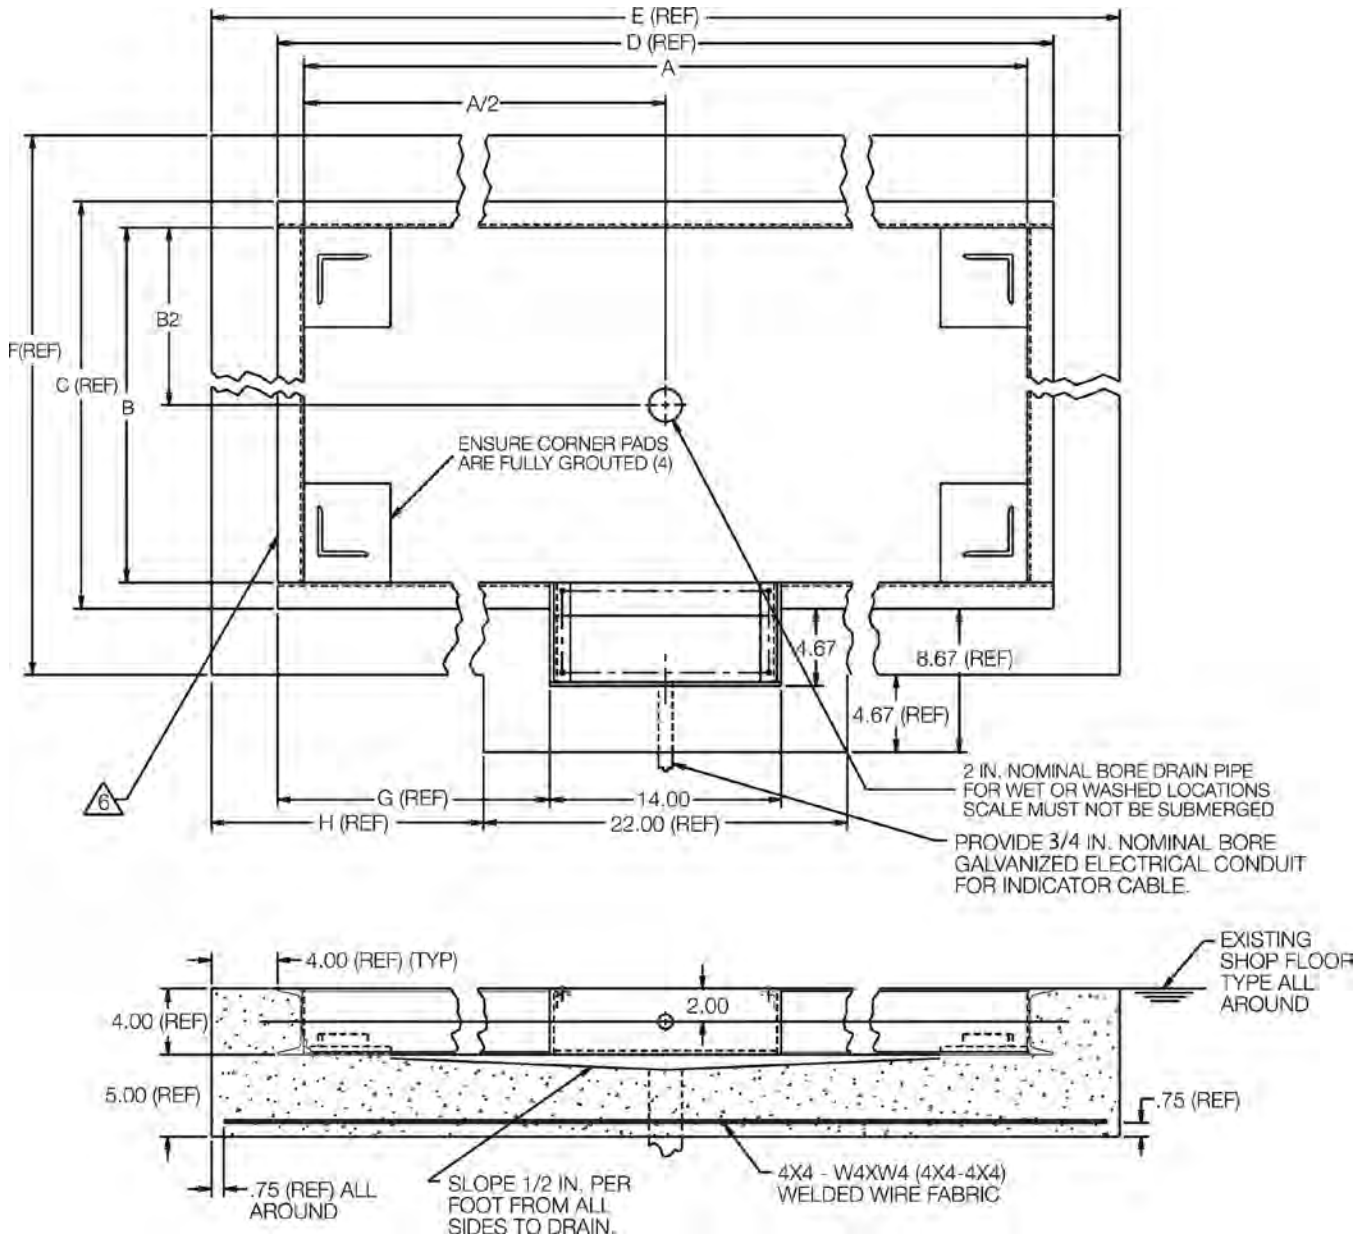 E (REF)
D (REF)
A
A/2
B2
F(REF)
C (REF)
B
ENSURE CORNER PADS
ARE FULLY GROUTED (4)
4.67
8.67 (REF)
4.67 (REF)
2 IN. NOMINAL BORE DRAIN PIPE
FOR WET OR WASHED LOCATIONS
SCALE MUST NOT BE SUBMERGED
6
G (REF)
14.00
H (REF)
22.00 (REF)
PROVIDE 3/4 IN. NOMINAL BORE
GALVANIZED ELECTRICAL CONDUIT
FOR INDICATOR CABLE.
EXISTING
SHOP FLOOR
TYPE ALL
AROUND
4.00 (REF) (TYP)
2.00
4.00 (REF)
5.00 (REF)
.75 (REF)
.75 (REF) ALL
AROUND
SLOPE 1/2 IN. PER
FOOT FROM ALL
SIDES TO DRAIN.
4X4 - W4XW4 (4X4-4X4)
WELDED WIRE FABRIC